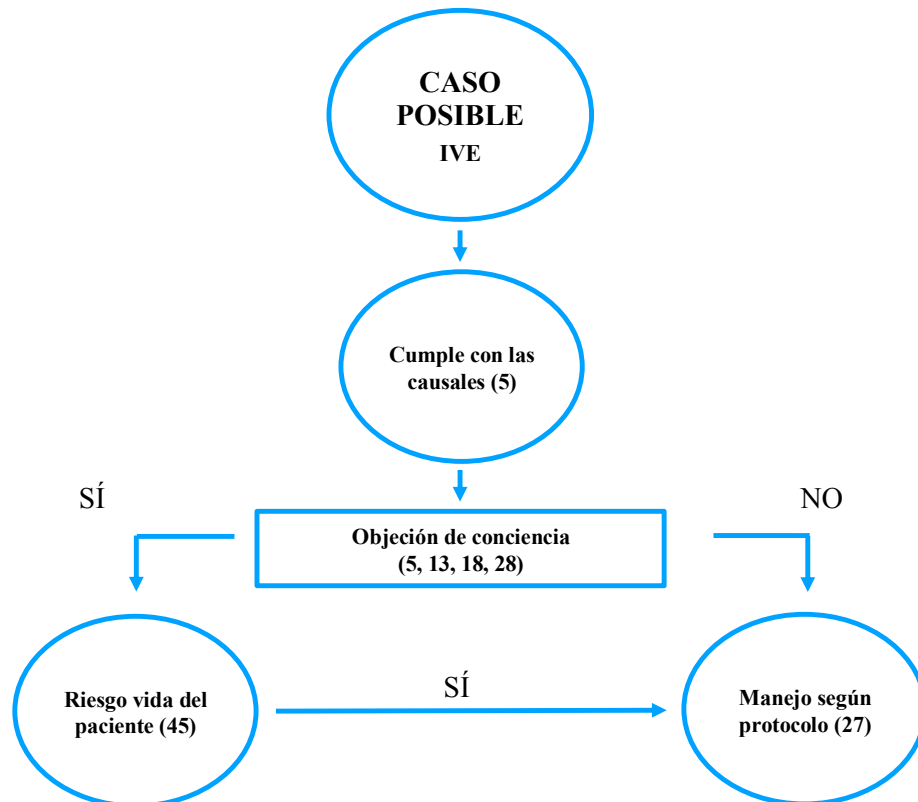 CASO
POSIBLE
IVE
Cumple con las
causales (5)
SÍ
NO
Objeción de conciencia
(5, 13, 18, 28)
Riesgo vida del
paciente (45)
SÍ
Manejo según
protocolo (27)